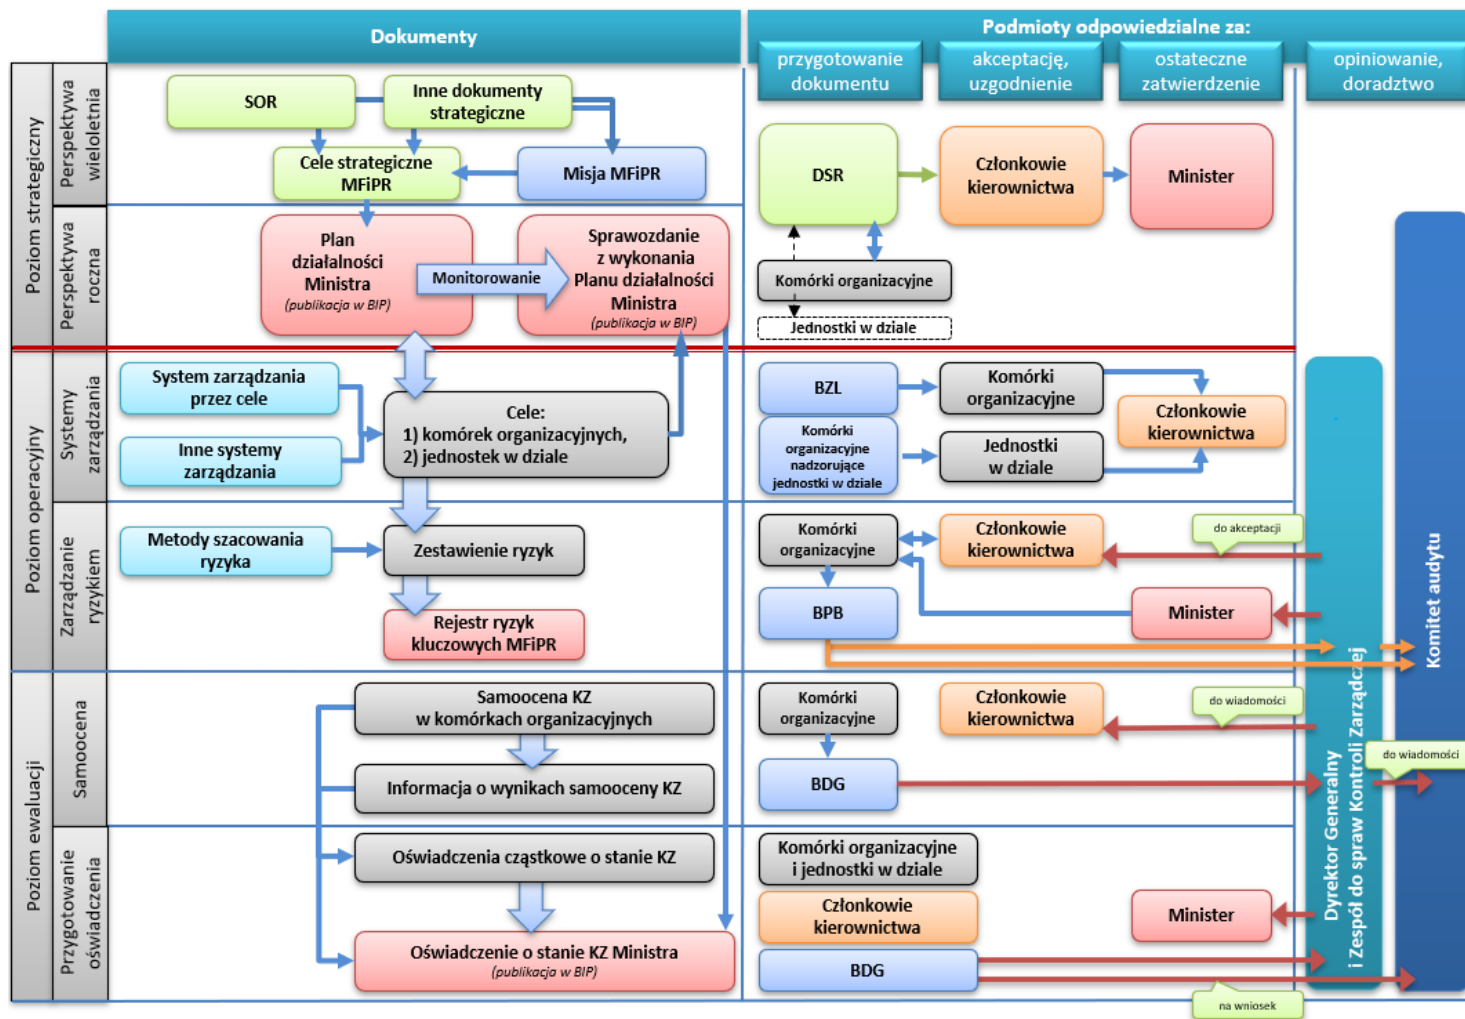 Dokumenty
Podmioty odpowiedzialne za:
przygotowanie
dokumentu
akceptację,
uzgodnienie
ostateczne
zatwierdzenie
opiniowanie,
doradztwo
Poziom strategiczny
Perspektywa
wieloletnia
SOR
Inne dokumenty
strategiczne
Cele strategiczne
MFiPR
Misja MFiPR
DSR
Członkowie
kierownictwa
Minister
Perspektywa
roczna
Plan
działalności
Ministra
(publikacja w BIP)
Monitorowanie
Sprawozdanie
z wykonania
Planu działalności
Ministra
(publikacja w BIP)
Komórki organizacyjne
Jednostki w dziale
Poziom operacyjny
Systemy
zarządzania
System zarządzania
przez cele
Inne systemy
zarządzania
Cele:
1) komórek organizacyjnych,
2) jednostek w dziale
BZL
Komórki
organizacyjne
Członkowie
kierownictwa
Komórki
organizacyjne
nadzorujące
jednostki w dziale
Jednostki
w dziale
Zarządzanie
ryzykiem
Metody szacowania
ryzyka
Zestawienie ryzyk
Rejestr ryzyk
kluczowych MFiPR
Komórki
organizacyjne
Członkowie
kierownictwa
do akceptacji
BPB
Minister
Poziom ewaluacji
Samoocena
Samoocena KZ
w komórkach organizacyjnych
Informacja o wynikach samooceny KZ
Komórki
organizacyjne
Członkowie
kierownictwa
do wiadomości
BDG
do wiadomości
Przygotowanie
oświadczenia
Oświadczenia cząstkowe o stanie KZ
Oświadczenie o stanie KZ Ministra
(publikacja w BIP)
Komórki organizacyjne
i jednostki w dziale
Członkowie
kierownictwa
Minister
BDG
na wniosek
Dyrektor Generalny
i Zespół do spraw Kontroli Zarządczej
Komitet audytu